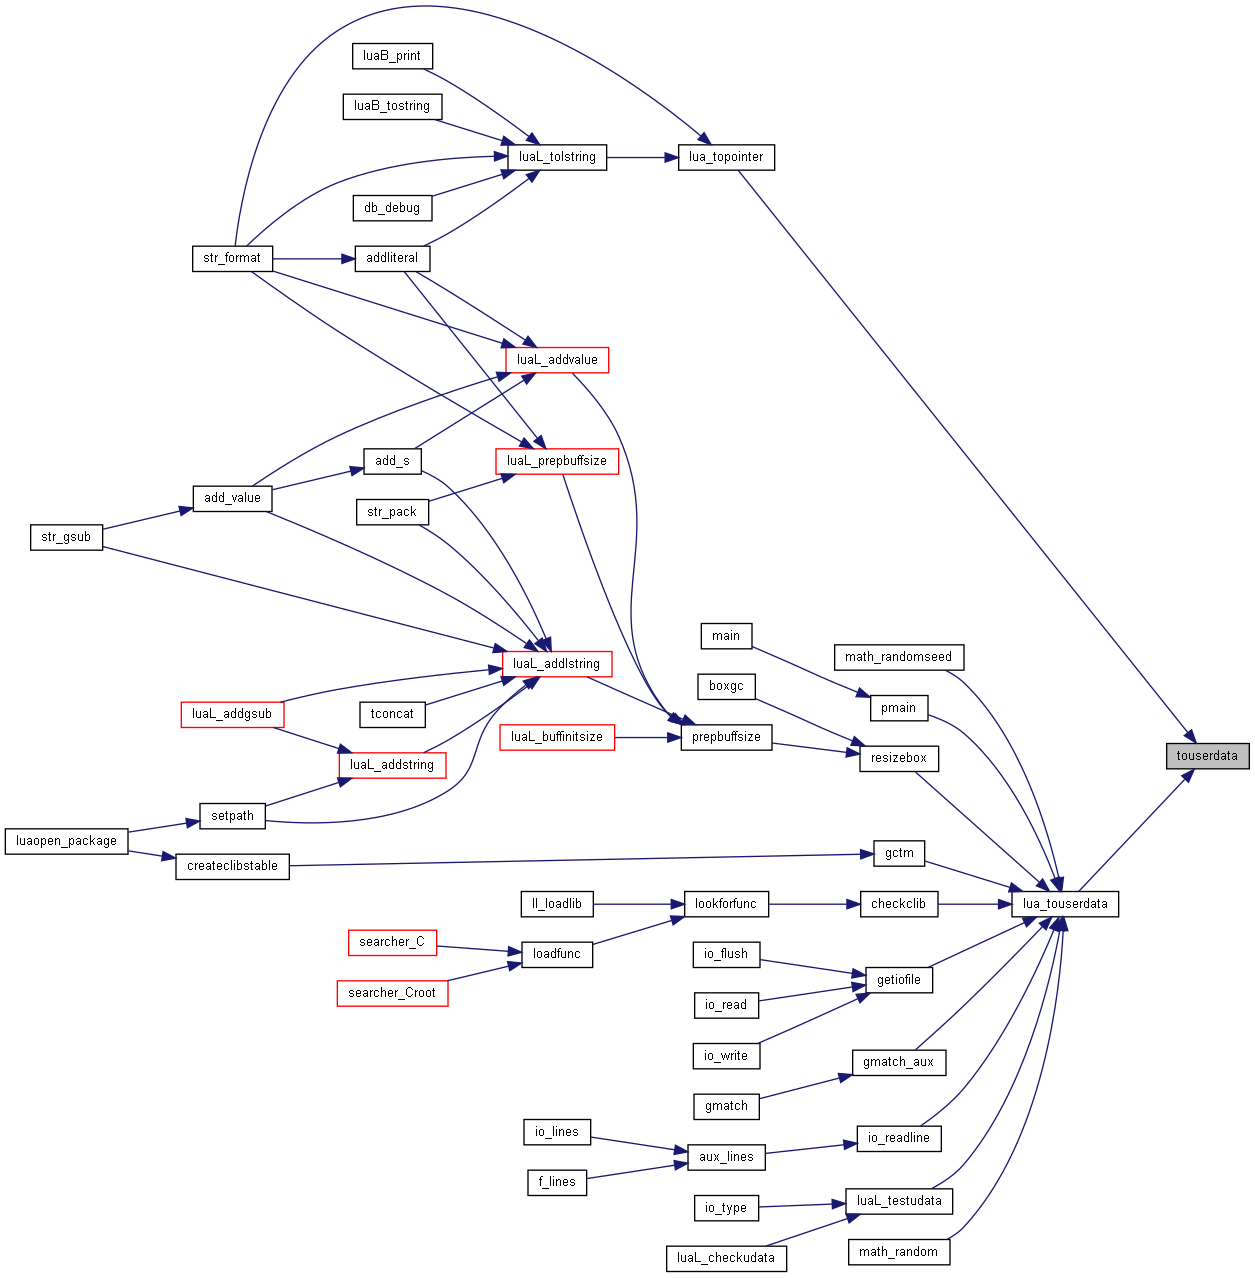 luaB_print
luaB_tostring
luaL_tolstring
lua_topointer
db_debug
str_format
addliteral
luaL_addvalue
add_s
luaL_prepbuffsize
add_value
str_pack
str_gsub
main
math_randomseed
luaL_addlstring
boxgc
pmain
luaL_addgsub
tconcat
luaL_buffinitsize
prepbuffsize
resizebox
touserdata
luaL_addstring
setpath
luaopen_package
createclibstable
gctm
ll_loadlib
lookforfunc
checkclib
lua_touserdata
searcher_C
loadfunc
io_flush
getiofile
searcher_Croot
io_read
io_write
gmatch_aux
gmatch
io_lines
io_readline
aux_lines
f_lines
io_type
luaL_testudata
luaL_checkudata
math_random